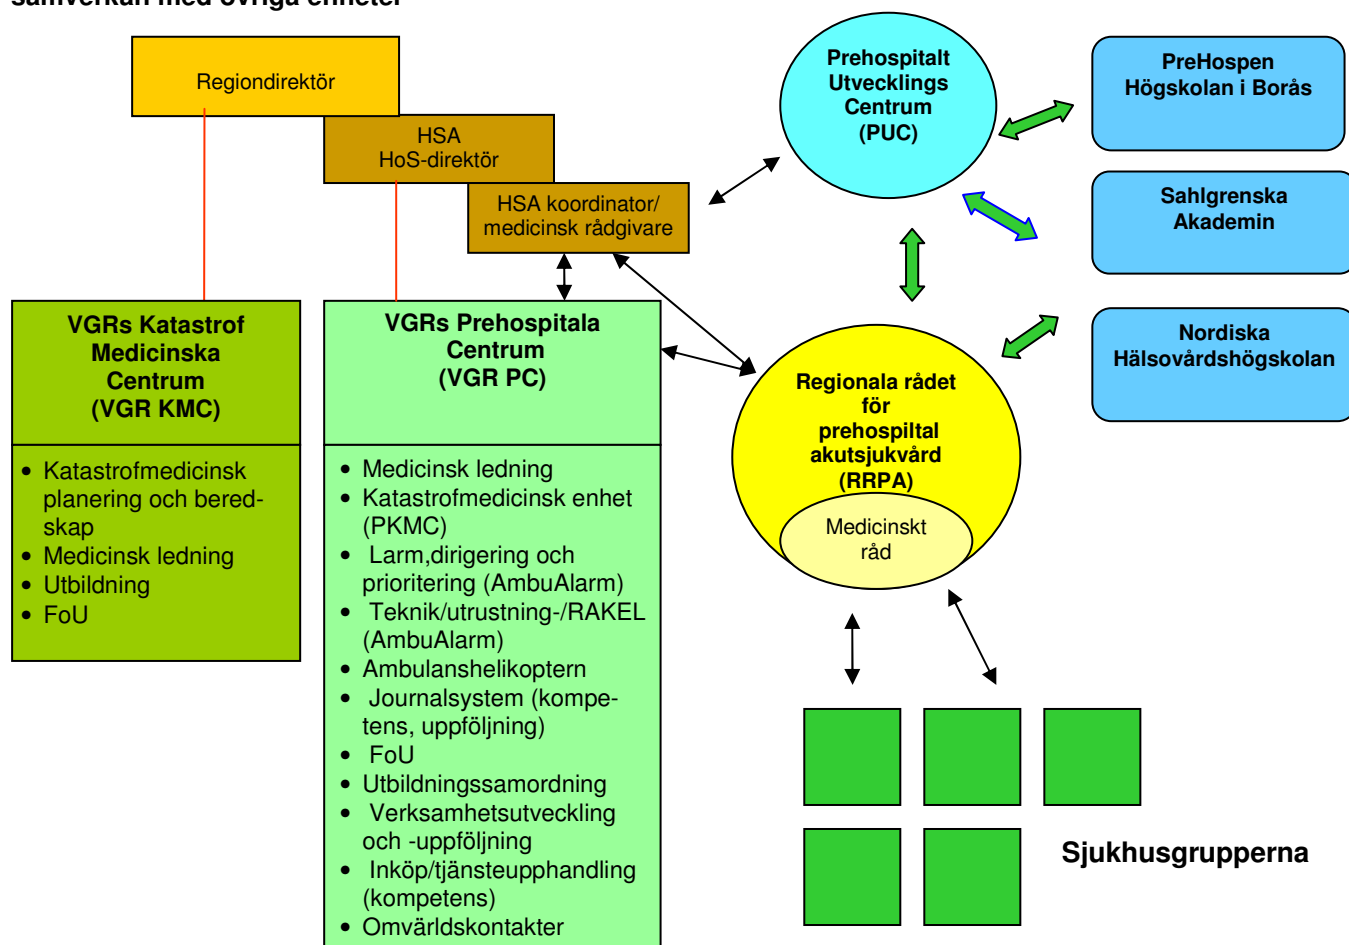 samverkan med övriga enheter
Regiondirektör
HSA
HoS-direktör
HSA koordinator/
medicinsk rådgivare
Prehospitalt
Utvecklings
Centrum
(PUC)
PreHospen
Högskolan i Borås
Sahlgrenska
Akademin
Nordiska
Hälsovårdshögskolan
VGRs Katastrof
Medicinska
Centrum
(VGR KMC)
• Katastrofmedicinsk
planering och bered-
skap
• Medicinsk ledning
• Utbildning
• FoU
VGRs Prehospitala
Centrum
(VGR PC)
• Medicinsk ledning
• Katastrofmedicinsk enhet
(PKMC)
• Larm,dirigering och
prioritering (AmbuAlarm)
• Teknik/utrustning-/RAKEL
(AmbuAlarm)
• Ambulanshelikoptern
• Journalsystem (kompe-
tens, uppföljning)
• FoU
• Utbildningssamordning
• Verksamhetsutveckling
och -uppföljning
• Inköp/tjänsteupphandling
(kompetens)
• Omvärldskontakter
Regionala rådet
för
prehospiltal
akutsjukvård
(RRPA)
Medicinskt
råd
Sjukhusgrupperna